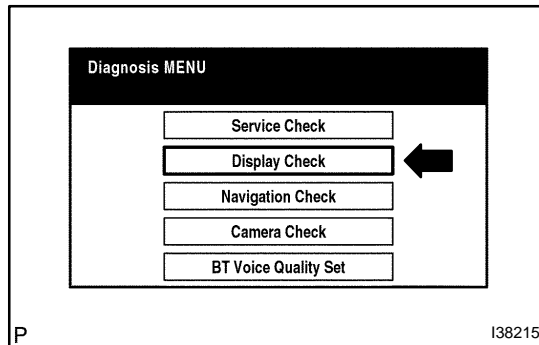 Diagnosis MENU
Service Check
Display Check
Navigation Check
Camera Check
BT Voice Quality Set
P
I38215